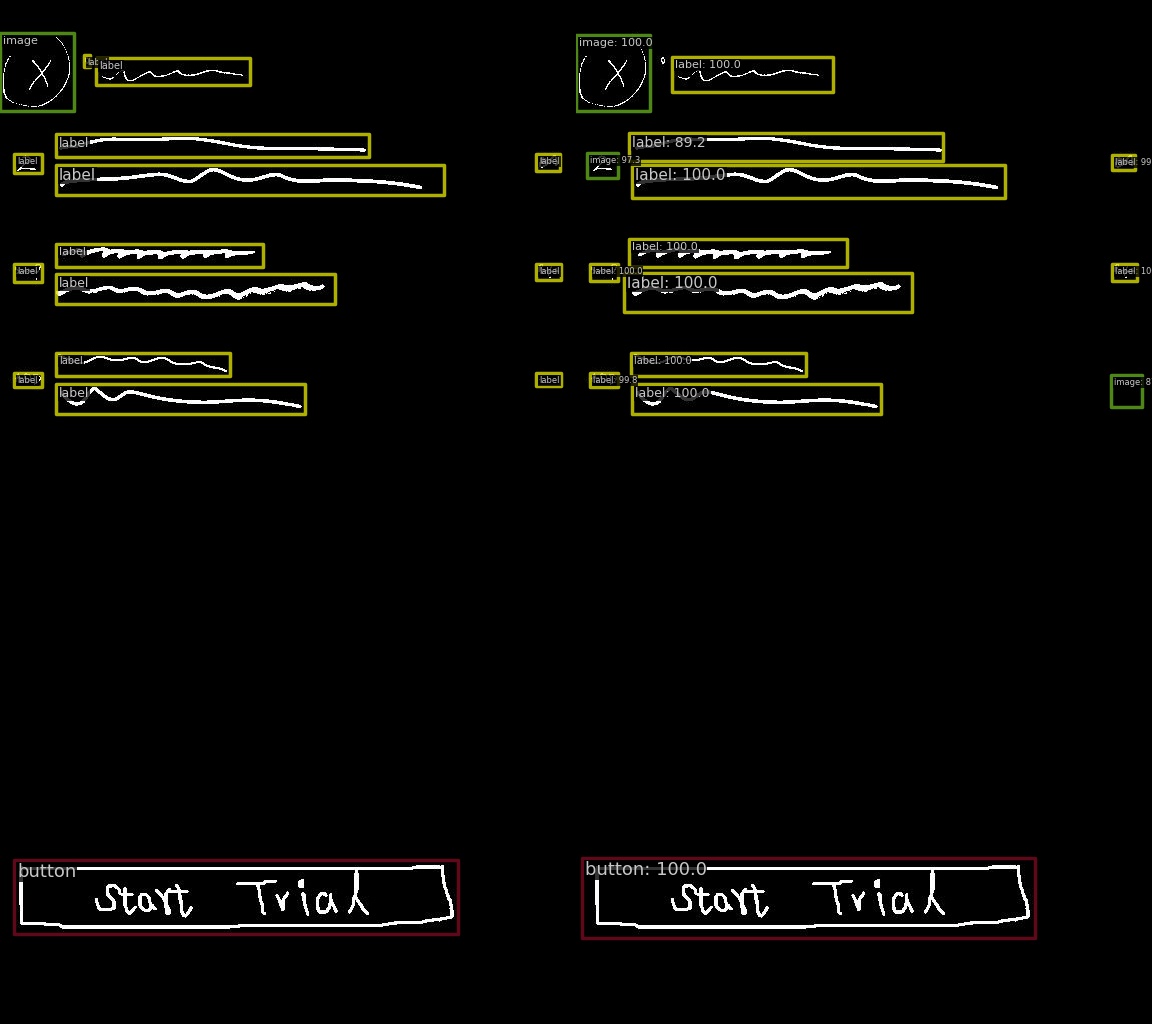 image
image: 100.0
label
label: 100.0
label
label: 89.2
label
label
image: 97.3
label: 99
label
label: 100.0
label
label: 100.0
label
label
label: 100.0
label: 10
label
label: 100.0
label
label: 100.0
label
label
label: 99.8
image: 8
label
label: 100.0
button
button: 100.0
Start Trial
Start Trial